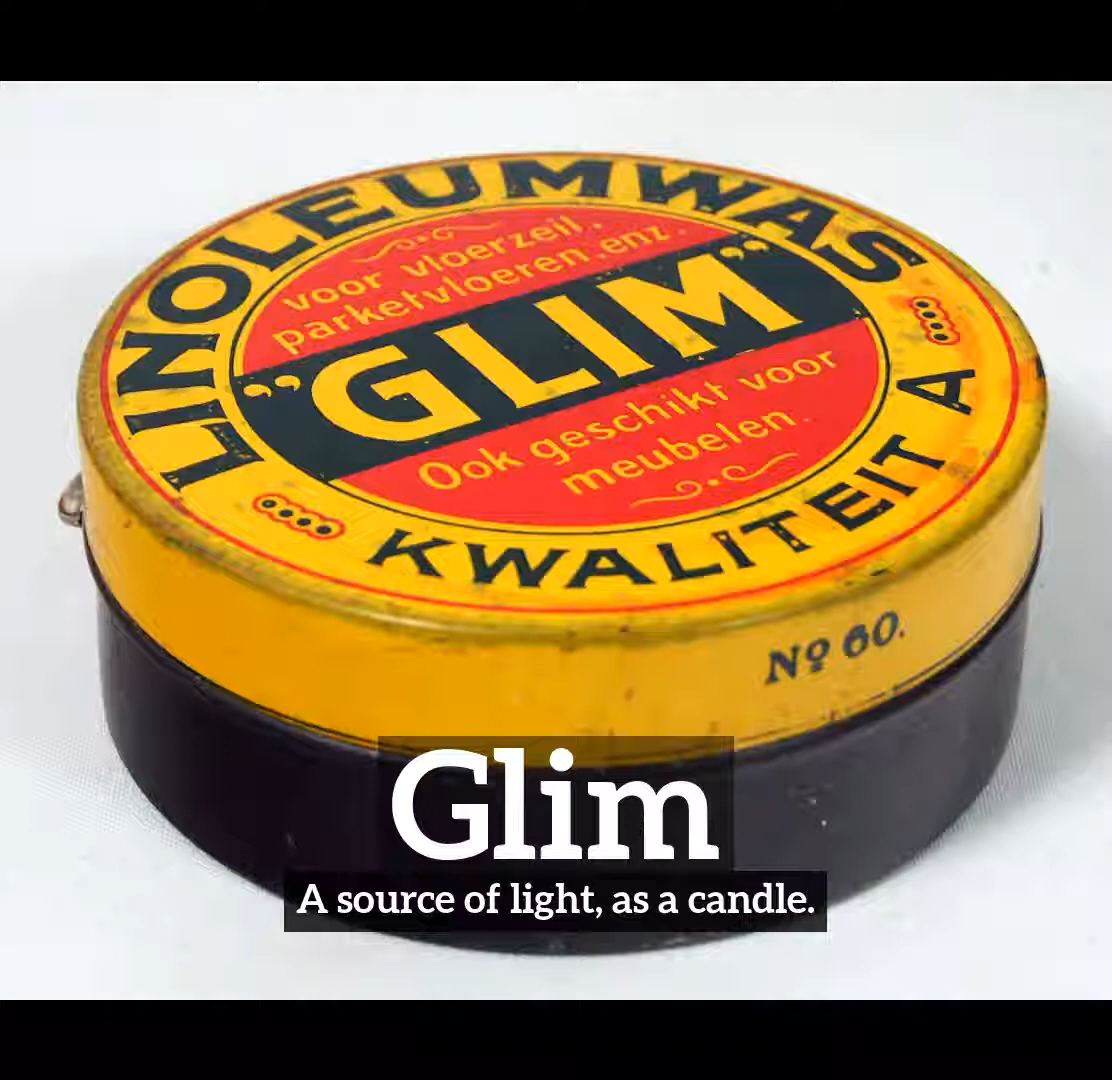 LINOLEUMWAS
voor vloerzeil.
parketvloeren.enz.
"GLIM"
Ook geschikt voor
meubelen.
KWALITEIT A
Nº 60.
Glim
A source of light, as a candle.